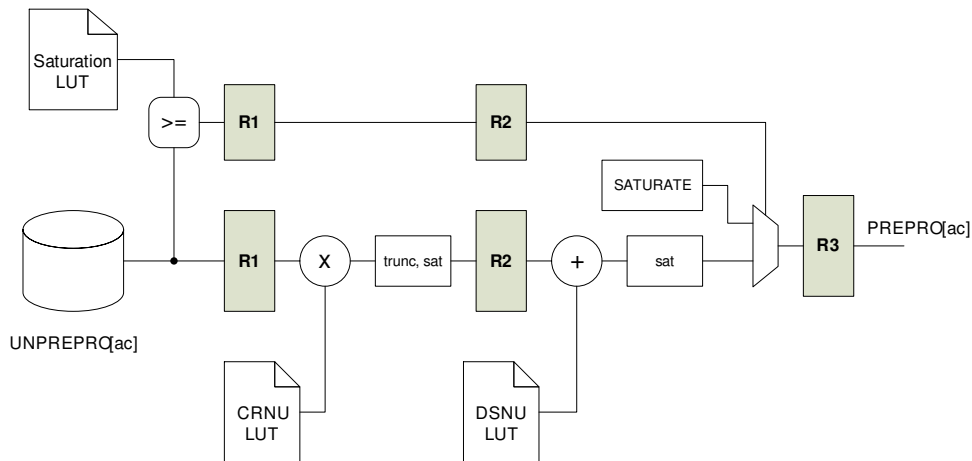 Saturation
LUT
>=
R1
R2
SATURATE
PREPRO[ac]
R1
X
trunc, sat
R2
+
sat
R3
UNPREPRO[ac]
CRNU
LUT
DSNU
LUT